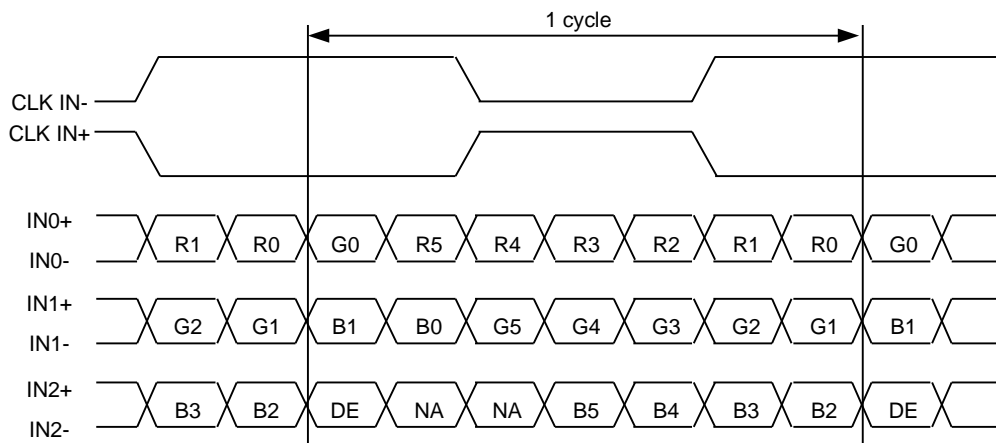 1 cycle
CLK IN-
CLK IN+
IN0+
R1 R0 G0 R5 R4 R3 R2 R1 R0 G0
IN0-
IN1+
G2 G1 B1 B0 G5 G4 G3 G2 G1 B1
IN1-
IN2+
B3 B2 DE NA NA B5 B4 B3 B2 DE
IN2-